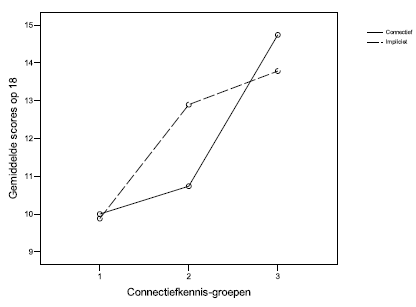 15
14
13
12
11
10
9
Gemiddelde scores op 18
1 2 3
Connectiefkennis-groepen
Connectief
Impliciet